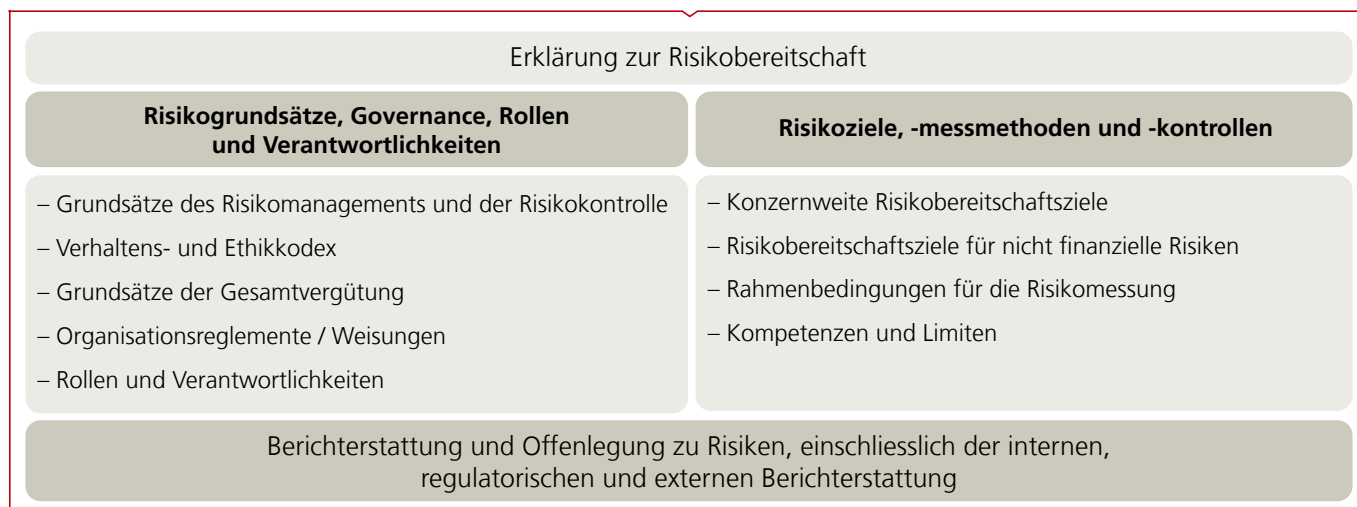 Erklärung zur Risikobereitschaft
Risikogrundsätze, Governance, Rollen
und Verantwortlichkeiten
– Grundsätze des Risikomanagements und der Risikokontrolle
– Verhaltens- und Ethikkodex
– Grundsätze der Gesamtvergütung
– Organisationsreglemente / Weisungen
– Rollen und Verantwortlichkeiten
Risikoziele, -messmethoden und -kontrollen
– Konzernweite Risikobereitschaftsziele
– Risikobereitschaftsziele für nicht finanzielle Risiken
– Rahmenbedingungen für die Risikomessung
– Kompetenzen und Limiten
Berichterstattung und Offenlegung zu Risiken, einschliesslich der internen,
regulatorischen und externen Berichterstattung